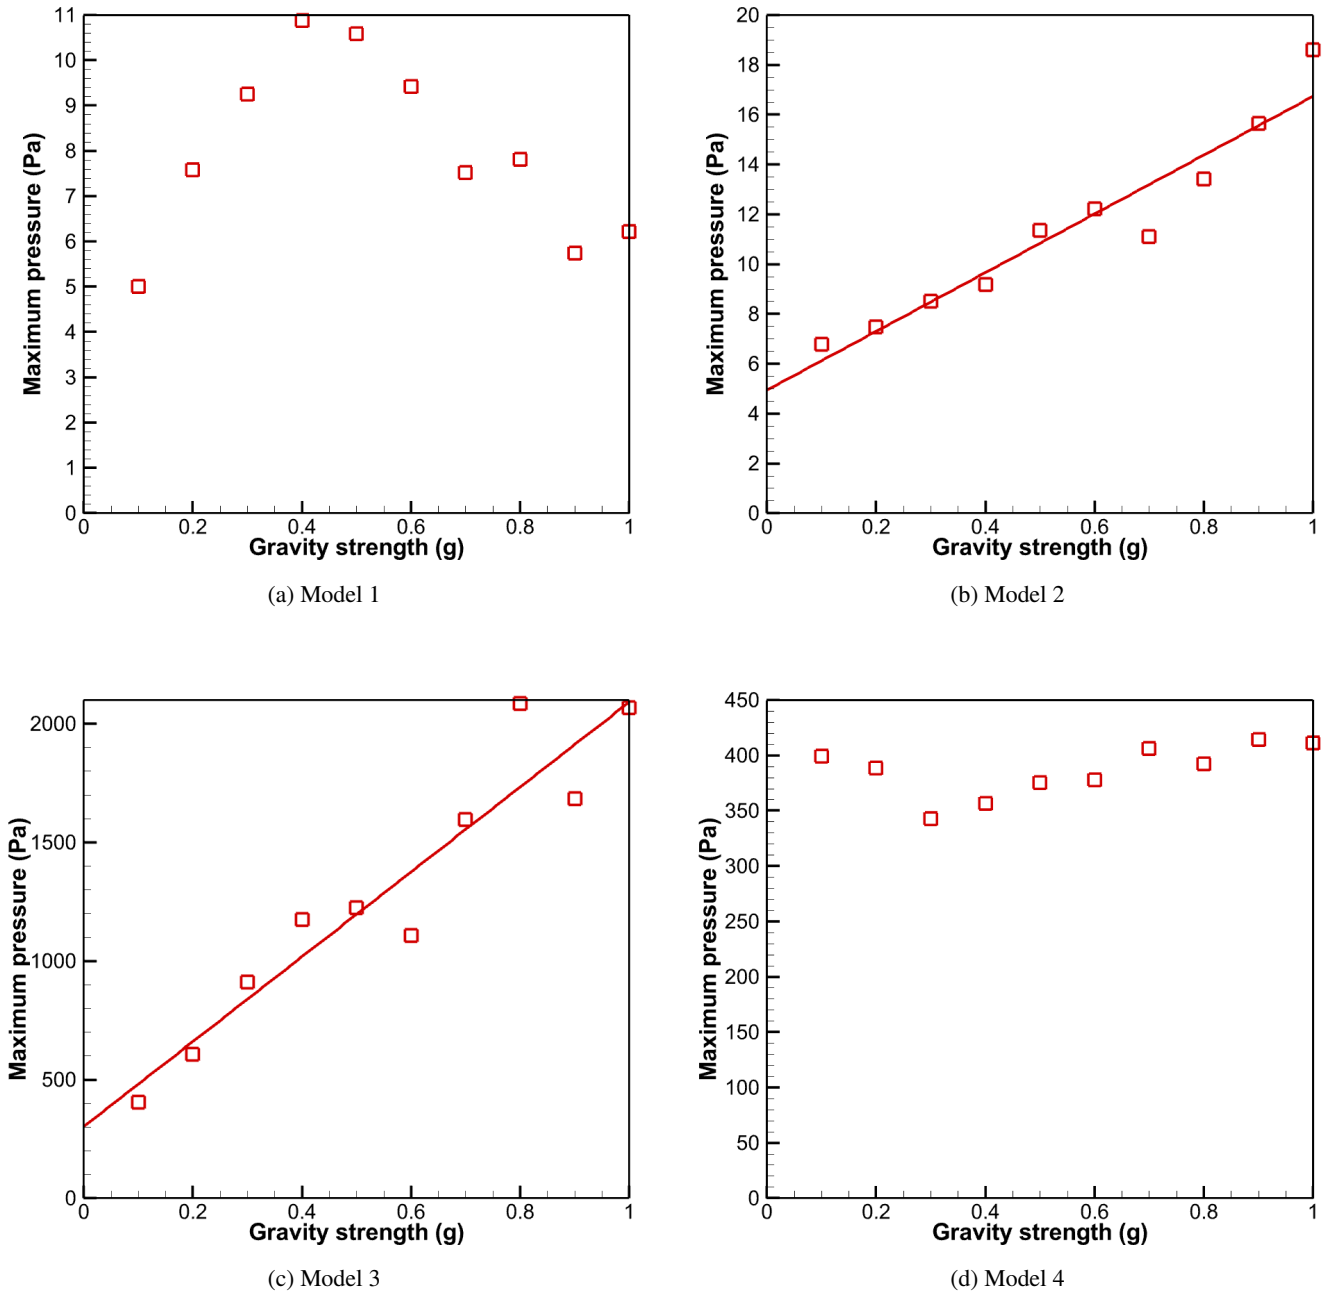 11
10
9
8
7
6
5
4
3
2
1
0
Maximum pressure (Pa)
0 0.2 0.4 0.6 0.8 1
Gravity strength (g)
(a) Model 1
20
18
16
14
12
10
8
6
4
2
0
Maximum pressure (Pa)
0 0.2 0.4 0.6 0.8 1
Gravity strength (g)
(b) Model 2
2000
1500
1000
500
0
Maximum pressure (Pa)
0 0.2 0.4 0.6 0.8 1
Gravity strength (g)
(c) Model 3
450
400
350
300
250
200
150
100
50
0
Maximum pressure (Pa)
0 0.2 0.4 0.6 0.8 1
Gravity strength (g)
(d) Model 4